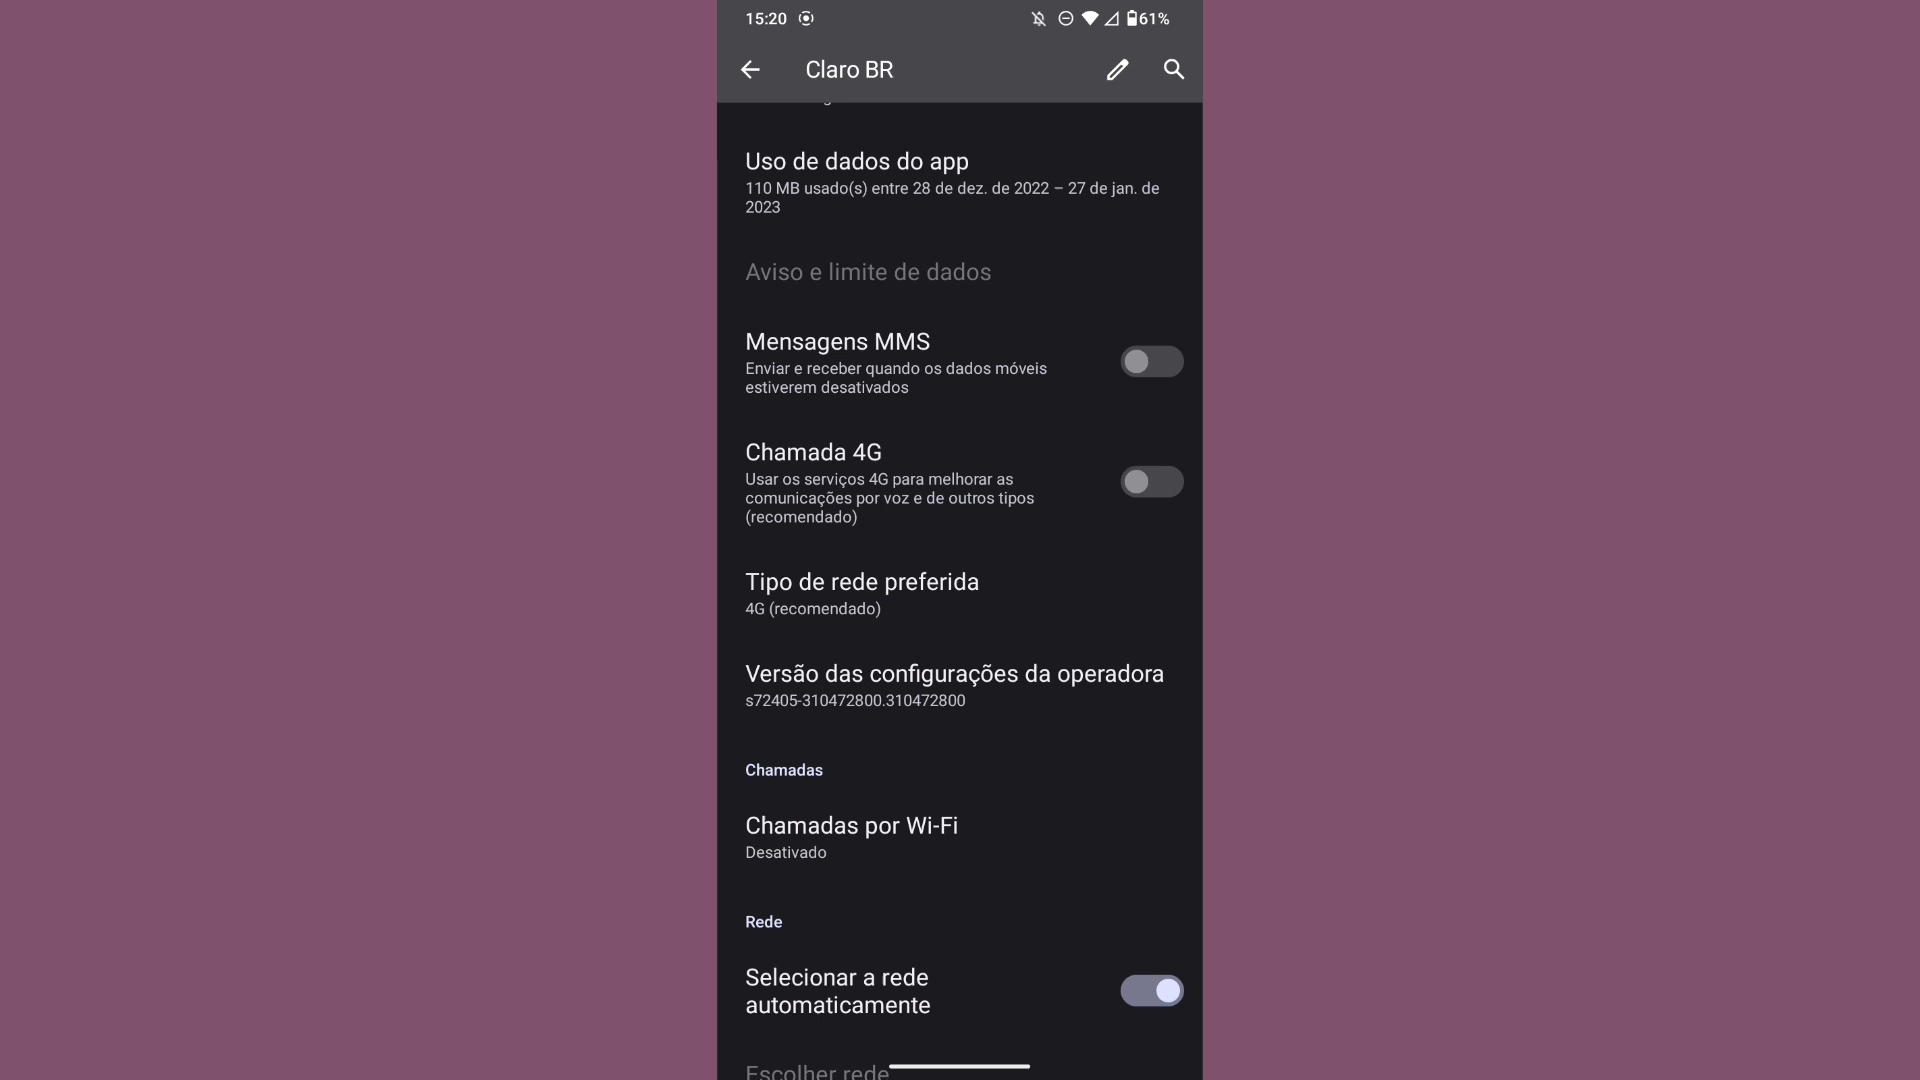 15:20
61%
Claro BR
Uso de dados do app
110 MB usado(s) entre 28 de dez. de 2022 – 27 de jan. de
2023
Aviso e limite de dados
Mensagens MMS
Enviar e receber quando os dados móveis
estiverem desativados
Chamada 4G
Usar os serviços 4G para melhorar as
comunicações por voz e de outros tipos
(recomendado)
Tipo de rede preferida
4G (recomendado)
Versão das configurações da operadora
s72405-310472800.310472800
Chamadas
Chamadas por Wi-Fi
Desativado
Rede
Selecionar a rede
automaticamente
Escolher rede